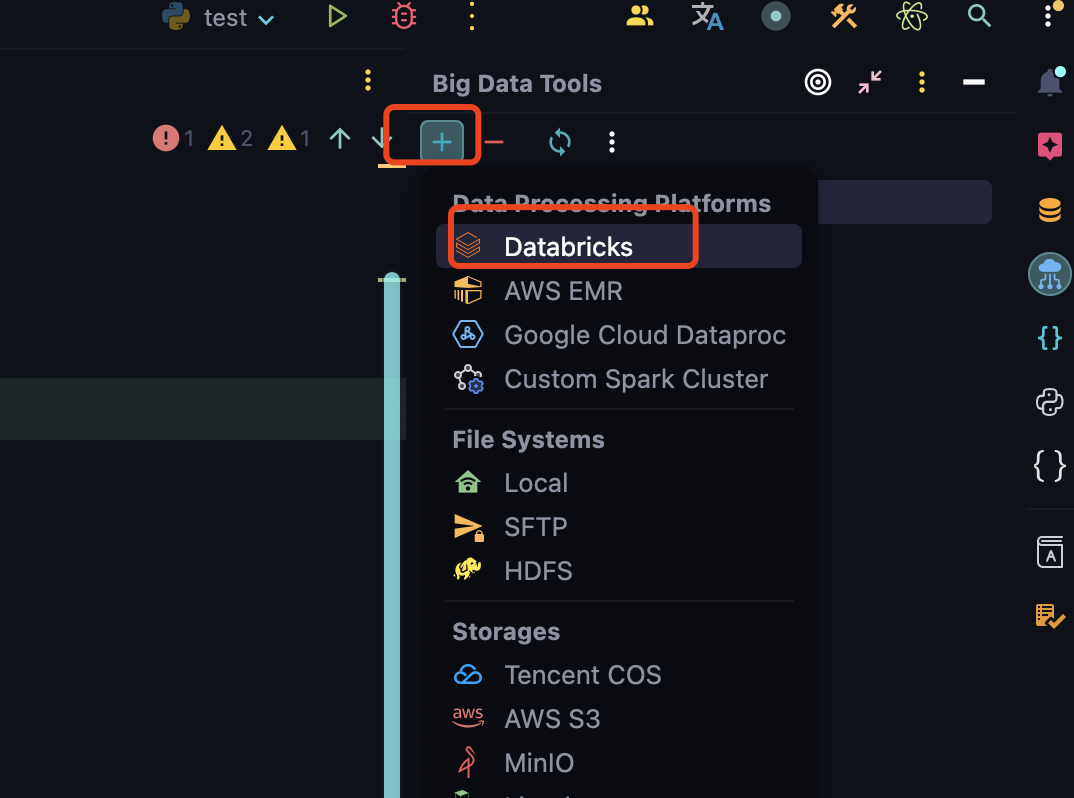 test
Big Data Tools
1 2 1
Data Processing Platforms
Databricks
AWS EMR
Google Cloud Dataproc
Custom Spark Cluster
File Systems
Local
SFTP
HDFS
Storages
Tencent COS
aws AWS S3
MinIO